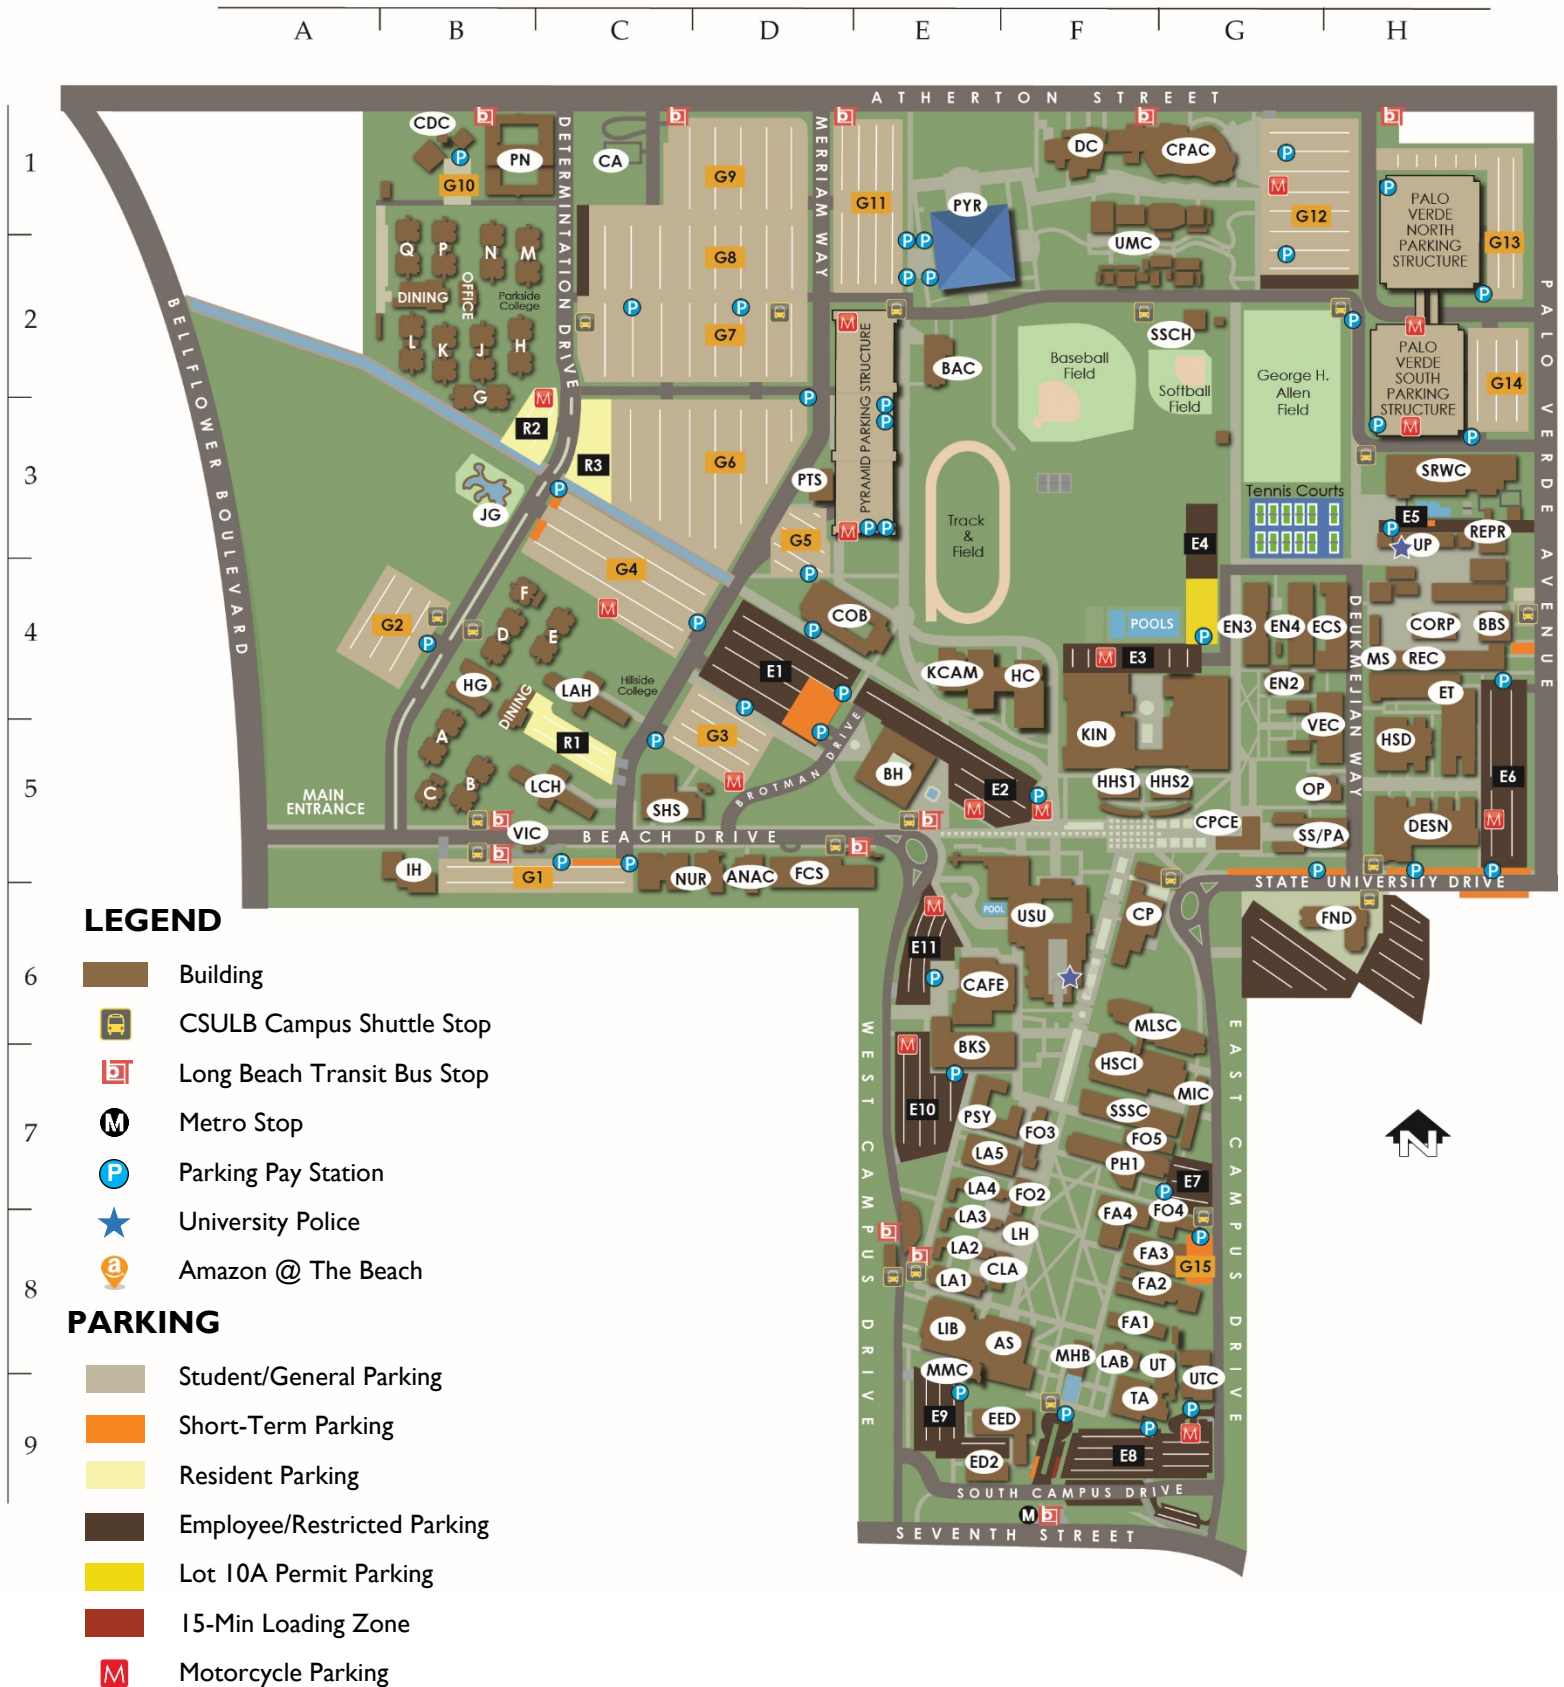 A B C D E F G H
1
2
3
4
5
6
7
8
9
ATHERTON STREET
BELLFLOWER BOULEVARD
DETERMINTATION DRIVE
MERRIAM WAY
PALO VERDE AVENUE
CDC
PN
G10
CA
G9
G8
G7
G11
PYR
DC
CPAC
UMC
G12
PALO
VERDE
NORTH
PARKING
STRUCTURE
G13
Q
P
N
M
DINING
OFFICE
Parkside
College
L
K
J
H
G
R2
R3
G6
PYRAMID PARKING STRUCTURE
BAC
Baseball
Field
SSCH
Softball
Field
George H.
Allen
Field
PALO
VERDE
SOUTH
PARKING
STRUCTURE
G14
JG
PTS
G5
G4
Track
&
Field
Tennis Courts
SRWC
E5
REPR
UP
E4
G2
F
D
E
COB
POOLS
EN3
EN4
ECS
DEUKMEJIAN WAY
CORP
BBS
MS
REC
E3
E1
KCAM
HC
EN2
ET
HG
LAH
Hillside
College
DINING
R1
G3
BROTMAN DRIVE
KIN
VEC
HSD
A
B
C
LCH
SHS
BH
E2
HHS1
HHS2
OP
E6
MAIN
ENTRANCE
VIC
BEACH DRIVE
CPCE
SS/PA
DESN
IH
G1
NUR
ANAC
FCS
STATE UNIVERSITY DRIVE
POOL
USU
CP
FND
E11
CAFE
WEST CAMPUS DRIVE
EAST CAMPUS DRIVE
MLSC
BKS
HSCI
MIC
E10
PSY
FO3
SSSC
FO5
LA5
PH1
E7
LA4
FO2
LA3
FA4
FO4
LH
LA2
FA3
G15
CLA
LA1
FA2
LIB
AS
FA1
MHB
LAB
UT
UTC
MMC
TA
E9
EED
E8
ED2
SOUTH CAMPUS DRIVE
SEVENTH STREET
N
LEGEND
Building
CSULB Campus Shuttle Stop
Long Beach Transit Bus Stop
M Metro Stop
P Parking Pay Station
University Police
a Amazon @ The Beach
PARKING
Student/General Parking
Short-Term Parking
Resident Parking
Employee/Restricted Parking
Lot 10A Permit Parking
15-Min Loading Zone
M Motorcycle Parking